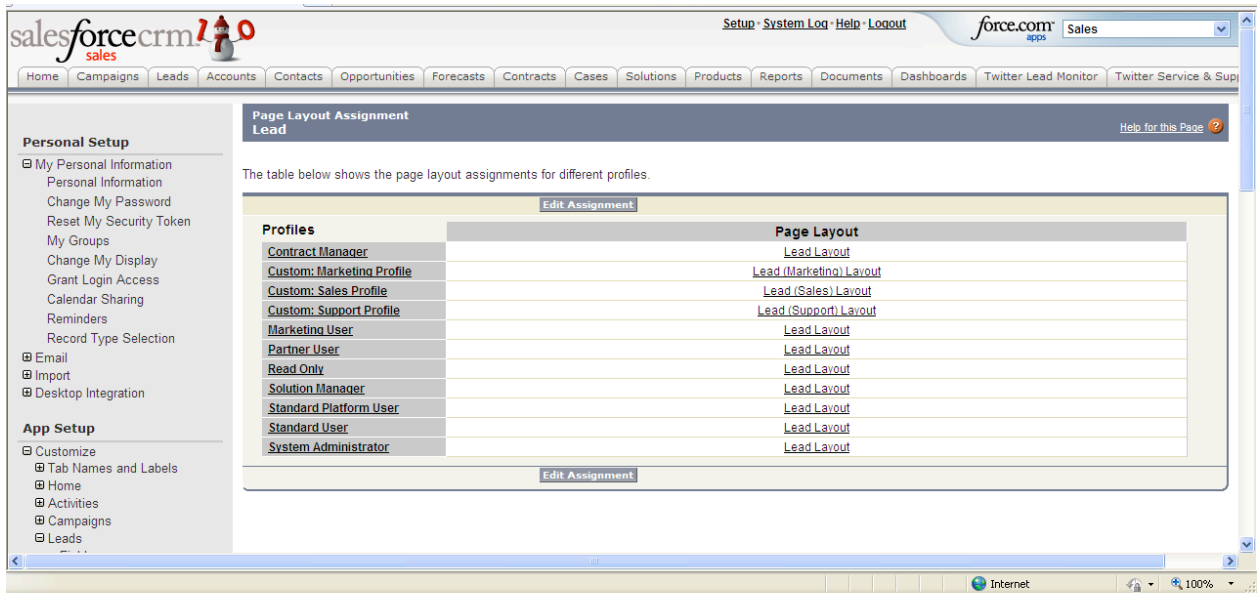 salesforcecrm
sales
Setup · System Log · Help · Logout
force.com
apps
Sales
Home Campaigns Leads Accounts Contacts Opportunities Forecasts Contracts Cases Solutions Products Reports Documents Dashboards Twitter Lead Monitor Twitter Service & Sup
Personal Setup
My Personal Information
Personal Information
Change My Password
Reset My Security Token
My Groups
Change My Display
Grant Login Access
Calendar Sharing
Reminders
Record Type Selection
Email
Import
Desktop Integration
App Setup
Customize
Tab Names and Labels
Home
Activities
Campaigns
Leads
Page Layout Assignment
Lead
Help for this Page ?
The table below shows the page layout assignments for different profiles.
Edit Assignment
Profiles Page Layout
Contract Manager Lead Layout
Custom: Marketing Profile Lead (Marketing) Layout
Custom: Sales Profile Lead (Sales) Layout
Custom: Support Profile Lead (Support) Layout
Marketing User Lead Layout
Partner User Lead Layout
Read Only Lead Layout
Solution Manager Lead Layout
Standard Platform User Lead Layout
Standard User Lead Layout
System Administrator Lead Layout
Edit Assignment
Internet 100%